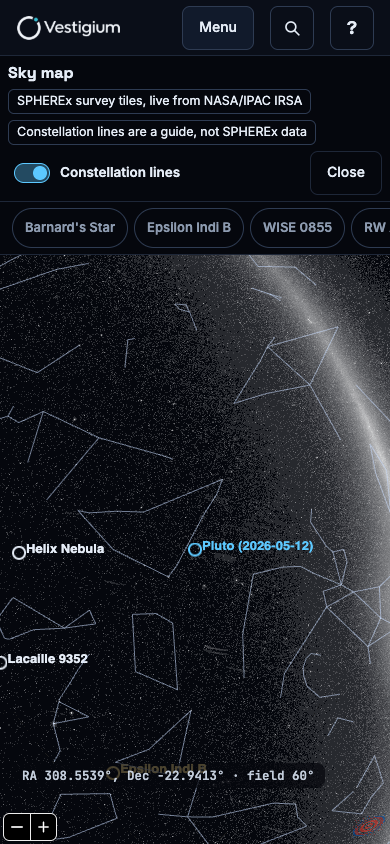 Vestigium
Menu
?
Sky map
SPHEREx survey tiles, live from NASA/IPAC IRSA
Constellation lines are a guide, not SPHEREx data
Constellation lines
Close
Barnard's Star
Epsilon Indi B
WISE 0855
RW
Pluto (2026-05-12)
Helix Nebula
Lacaille 9352
Epsilon Indi B
RA 308.5539°, Dec -22.9413° · field 60°
− +